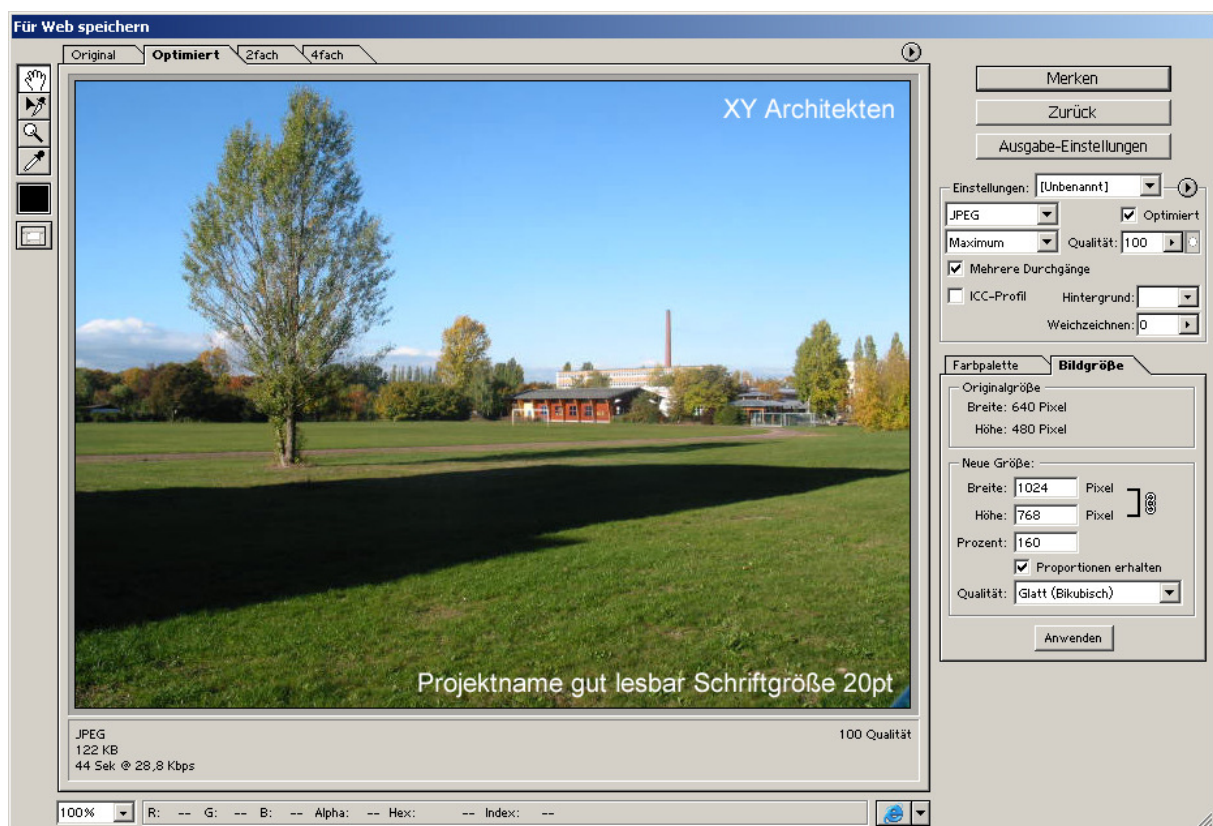 Für Web speichern
Original
Optimiert
2fach
4fach
XY Architekten
Projektname gut lesbar Schriftgröße 20pt
JPEG
122 KB
44 Sek @ 28,8 Kbps
100 Qualität
100%
R: -- G: -- B: -- Alpha: -- Hex: -- Index: --
Merken
Zurück
Ausgabe-Einstellungen
Einstellungen: [Unbenannt]
JPEG
Optimiert
Maximum
Qualität: 100
Mehrere Durchgänge
ICC-Profil
Hintergrund:
Weichzeichnen: 0
Farbpalette
Bildgröße
Originalgröße
Breite: 640 Pixel
Höhe: 480 Pixel
Neue Größe:
Breite: 1024 Pixel
Höhe: 768 Pixel
Prozent: 160
Proportionen erhalten
Qualität: Glatt (Bikubisch)
Anwenden